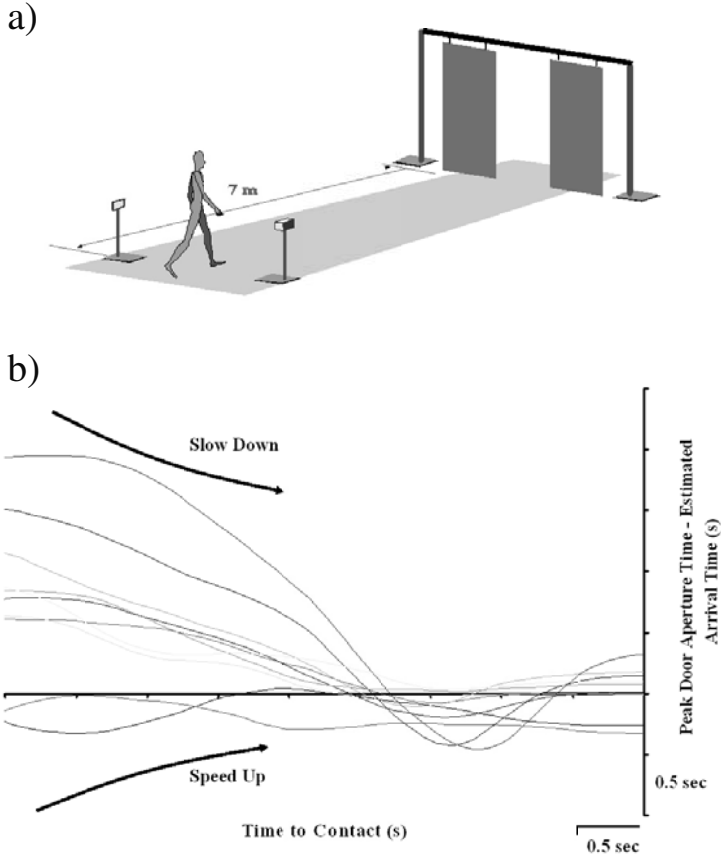 a)
7 m
b)
Slow Down
Peak Door Aperture Time - Estimated
Arrival Time (s)
Speed Up
0.5 sec
Time to Contact (s)
0.5 sec